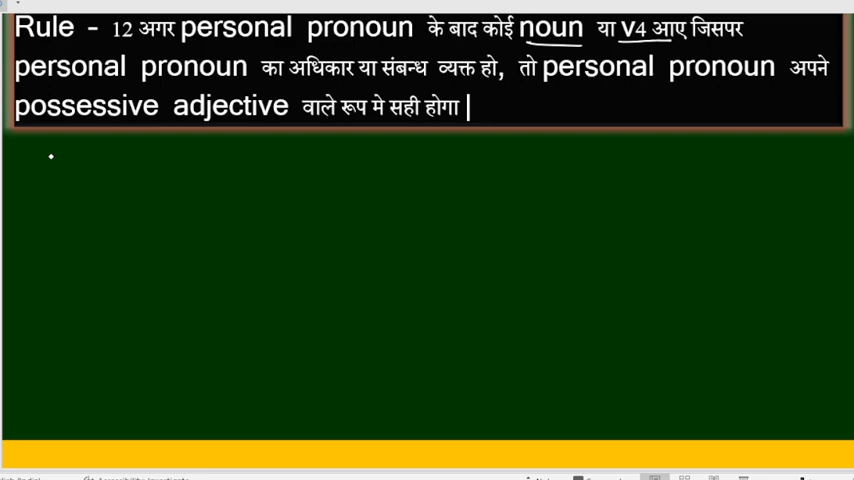 Rule - 12 अगर personal pronoun के बाद कोई noun या v4 आए जिसपर
personal pronoun का अधिकार या संबन्ध व्यक्त हो, तो personal pronoun अपने
possessive adjective वाले रूप मे सही होगा |